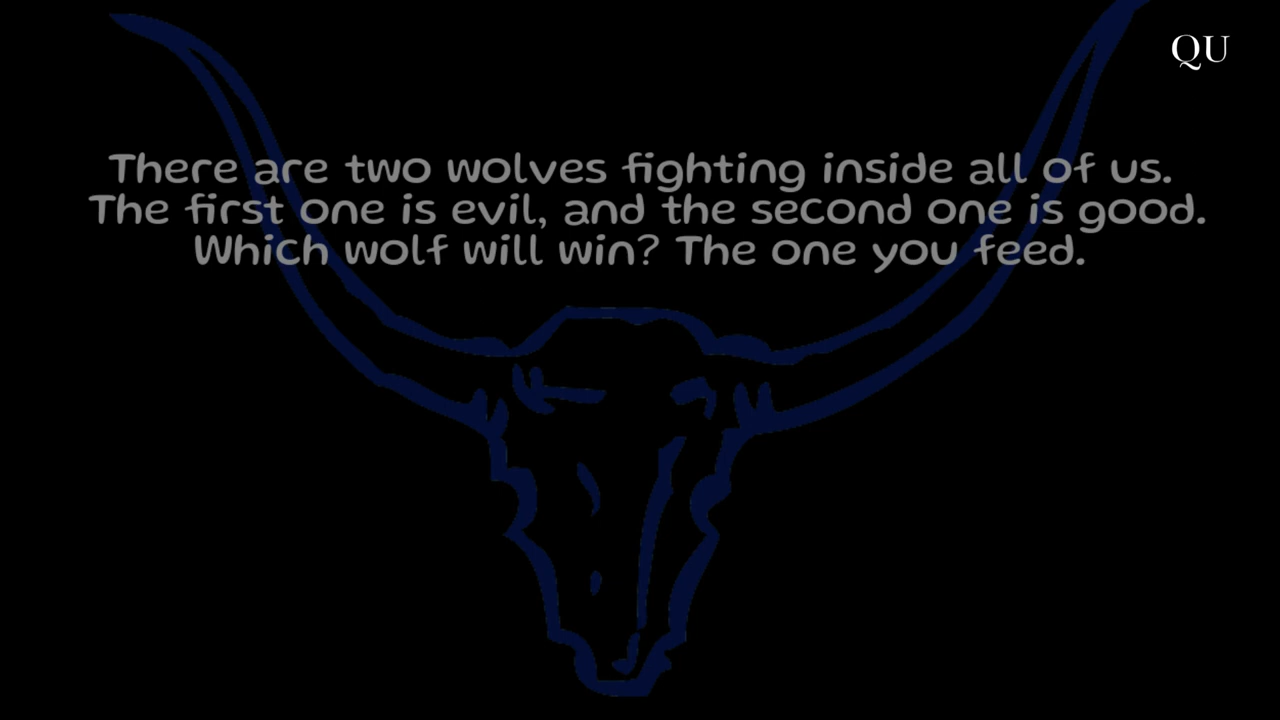 QU
There are two wolves fighting inside all of us.
The first one is evil, and the second one is good.
Which wolf will win? The one you feed.